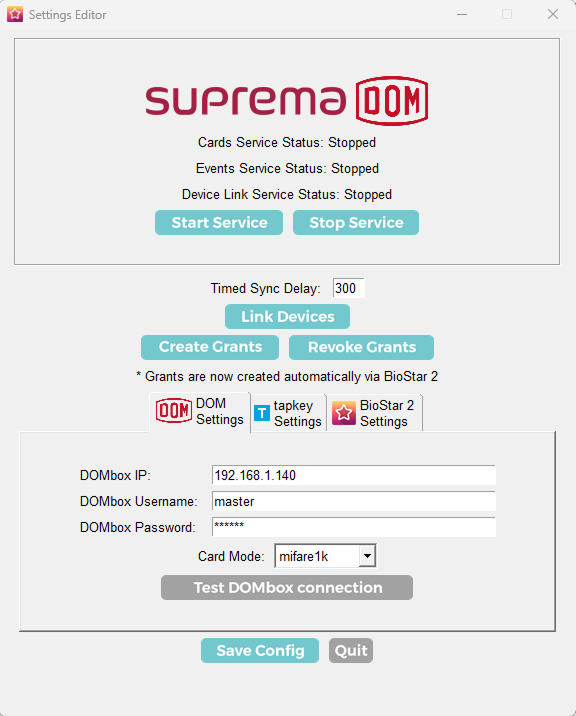 Settings Editor
suprema DOM
Cards Service Status: Stopped
Events Service Status: Stopped
Device Link Service Status: Stopped
Start Service Stop Service
Timed Sync Delay: 300
Link Devices
Create Grants Revoke Grants
* Grants are now created automatically via BioStar 2
DOM DOM Settings
T tapkey Settings
BioStar 2 Settings
DOMbox IP: 192.168.1.140
DOMbox Username: master
DOMbox Password: ******
Card Mode: mifare1k
Test DOMbox connection
Save Config Quit